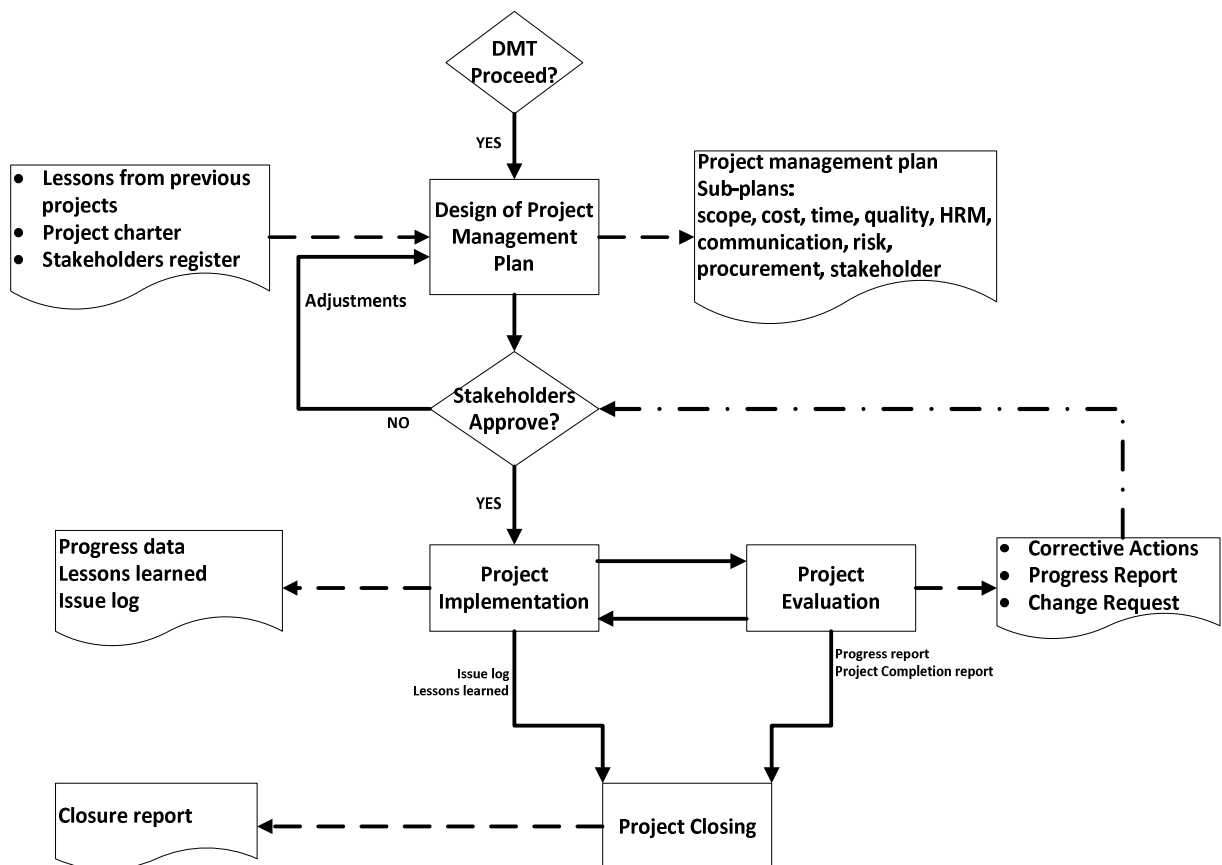 DMT
Proceed?
YES
• Lessons from previous
projects
• Project charter
• Stakeholders register
Design of Project
Management
Plan
Project management plan
Sub-plans:
scope, cost, time, quality, HRM,
communication, risk,
procurement, stakeholder
Adjustments
Stakeholders
Approve?
NO
YES
Progress data
Lessons learned
Issue log
Project
Implementation
Project
Evaluation
• Corrective Actions
• Progress Report
• Change Request
Issue log
Lessons learned
Progress report
Project Completion report
Closure report
Project Closing